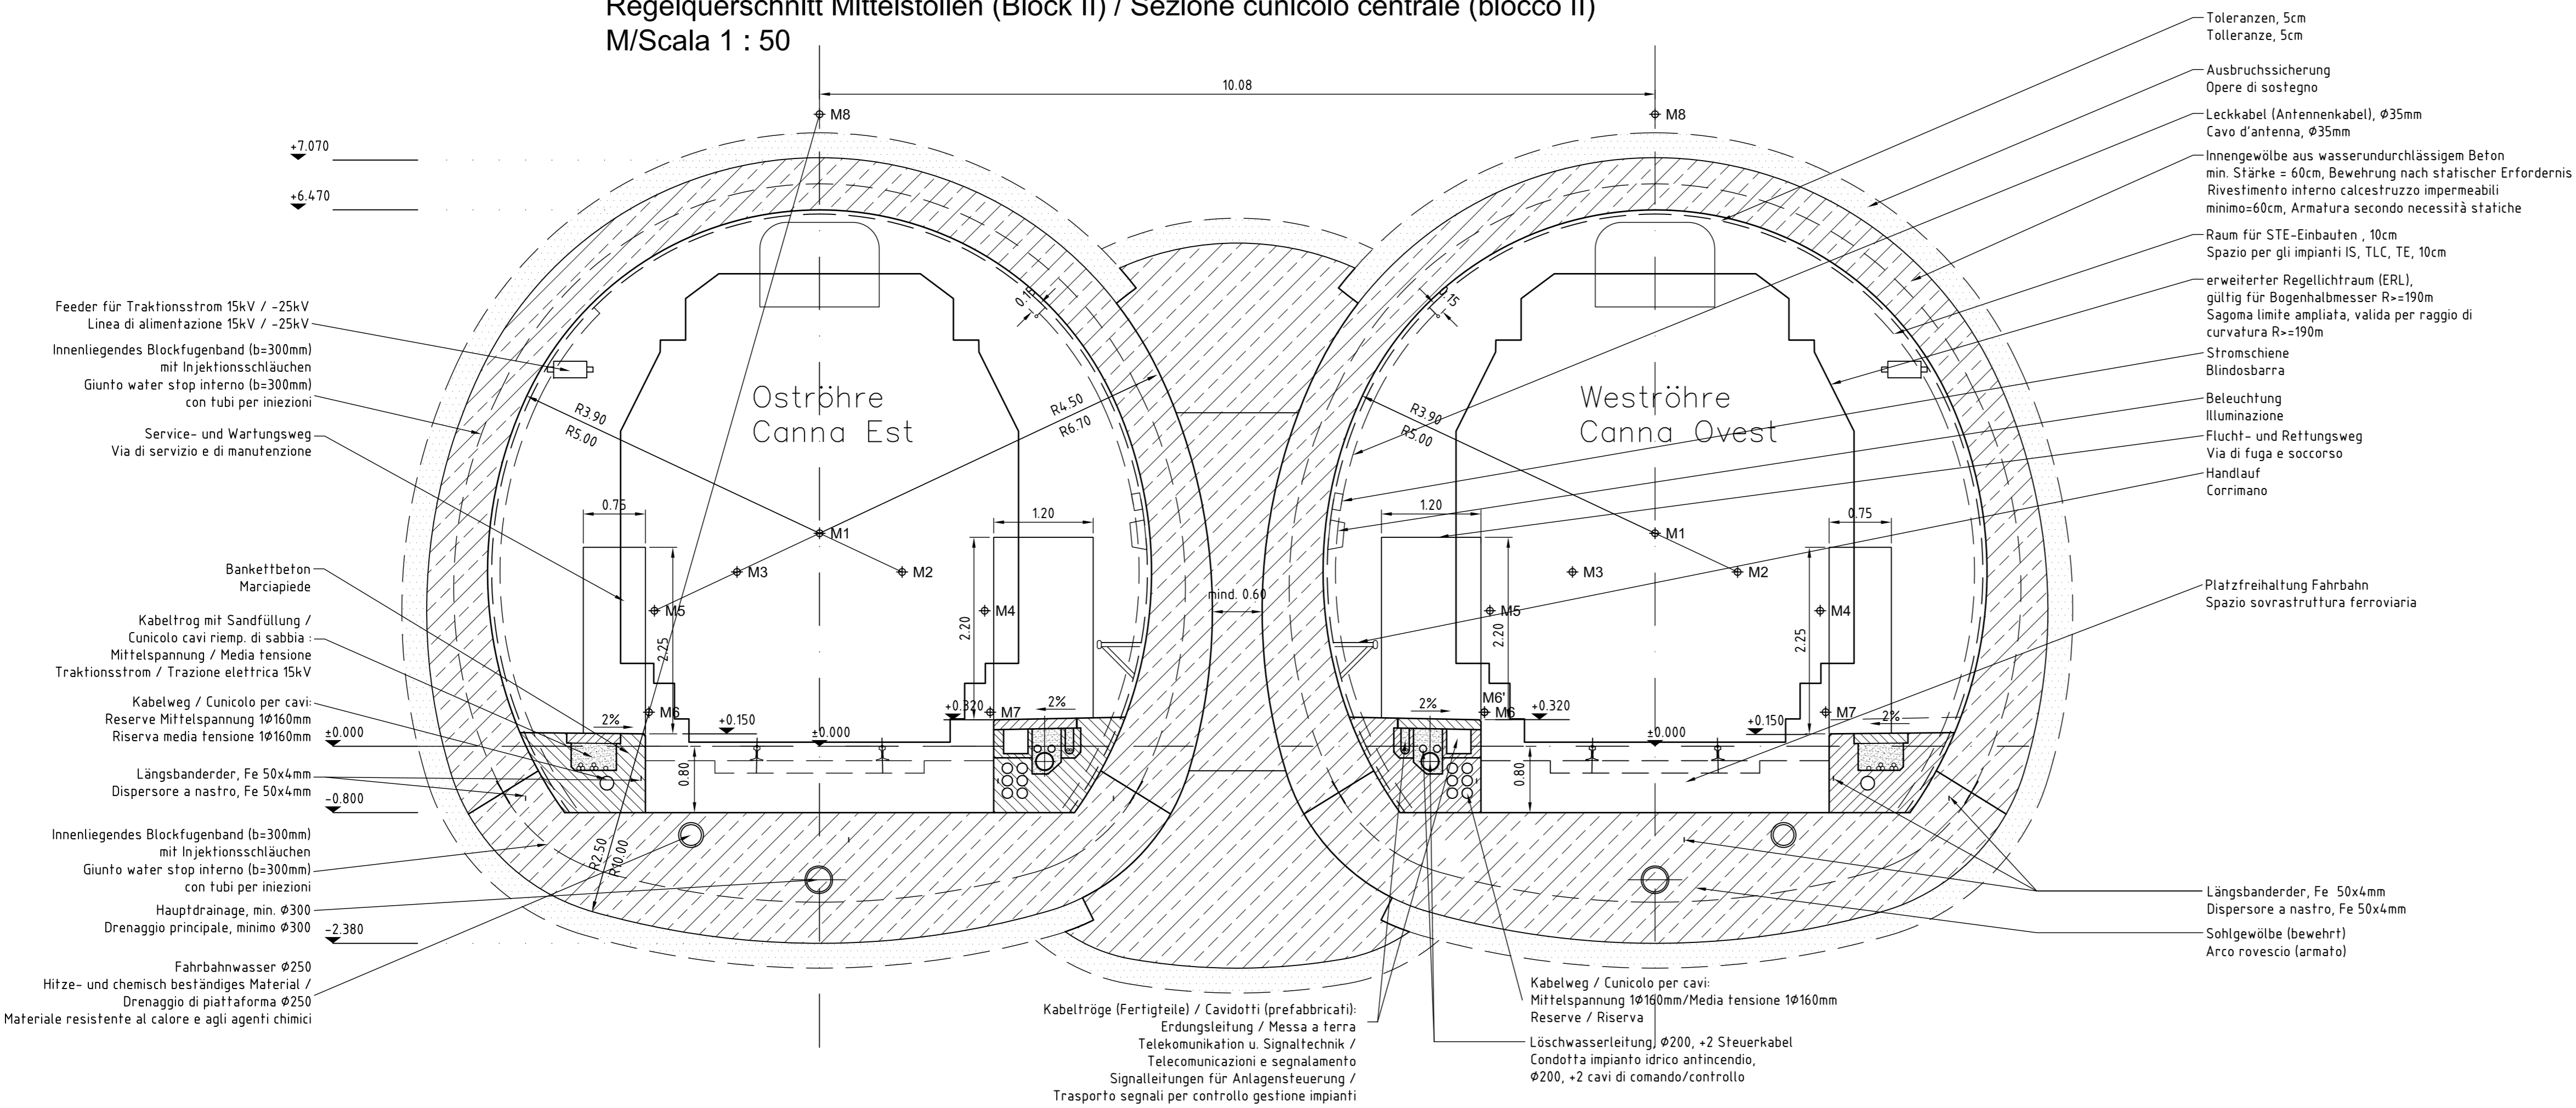 Regelquerschnitt Mittelstollen (Block II) / Sezione cunicolo centrale (blocco II)
M/Scala 1 : 50
10.08
M8
M8
+7.070
+6.470
Feeder für Traktionsstrom 15kV / -25kV
Linea di alimentazione 15kV / -25kV
Innenliegendes Blockfugenband (b=300mm)
mit Injektionsschläuchen
Giunto water stop interno (b=300mm)
con tubi per iniezioni
Service- und Wartungsweg
Via di servizio e di manutenzione
Bankettbeton
Marciapiede
Kabeltrog mit Sandfüllung /
Cunicolo cavi riemp. di sabbia :
Mittelspannung / Media tensione
Traktionsstrom / Trazione elettrica 15kV
Kabelweg / Cunicolo per cavi:
Reserve Mittelspannung 1Ø160mm
Riserva media tensione 1Ø160mm
±0.000
Längsbanderder, Fe 50x4mm
Dispersore a nastro, Fe 50x4mm
-0.800
Innenliegendes Blockfugenband (b=300mm)
mit Injektionsschläuchen
Giunto water stop interno (b=300mm)
con tubi per iniezioni
Hauptdrainage, min. Ø300
Drenaggio principale, minimo Ø300
-2.380
Fahrbahnwasser Ø250
Hitze- und chemisch beständiges Material /
Drenaggio di piattaforma Ø250
Materiale resistente al calore e agli agenti chimici
Oströhre
Canna Est
R3.90
R5.00
R4.50
R6.70
0.75
1.20
M1
M3
M2
M5
M4
2.25
2.20
M6
M7
2%
2%
+0.150
±0.000
+0.320
0.80
R2.50
R10.00
mind. 0.60
Weströhre
Canna Ovest
0.15
R3.90
R5.00
1.20
0.75
M1
M3
M2
M5
M4
2.20
2.25
M6'
M6
M7
2%
2%
+0.320
±0.000
+0.150
0.80
Toleranzen, 5cm
Tolleranze, 5cm
Ausbruchssicherung
Opere di sostegno
Leckkabel (Antennenkabel), Ø35mm
Cavo d'antenna, Ø35mm
Innengewölbe aus wasserundurchlässigem Beton
min. Stärke = 60cm, Bewehrung nach statischer Erfordernis
Rivestimento interno calcestruzzo impermeabili
minimo=60cm, Armatura secondo necessità statiche
Raum für STE-Einbauten , 10cm
Spazio per gli impianti IS, TLC, TE, 10cm
erweiterter Regellichtraum (ERL),
gültig für Bogenhalbmesser R>=190m
Sagoma limite ampliata, valida per raggio di
curvatura R>=190m
Stromschiene
Blindosbarra
Beleuchtung
Illuminazione
Flucht- und Rettungsweg
Via di fuga e soccorso
Handlauf
Corrimano
Platzfreihaltung Fahrbahn
Spazio sovrastruttura ferroviaria
Längsbanderder, Fe 50x4mm
Dispersore a nastro, Fe 50x4mm
Sohlgewölbe (bewehrt)
Arco rovescio (armato)
Kabeltröge (Fertigteile) / Cavidotti (prefabbricati):
Erdungsleitung / Messa a terra
Telekomunikation u. Signaltechnik /
Telecomunicazioni e segnalamento
Signalleitungen für Anlagensteuerung /
Trasporto segnali per controllo gestione impianti
Kabelweg / Cunicolo per cavi:
Mittelspannung 1Ø160mm/Media tensione 1Ø160mm
Reserve / Riserva
Löschwasserleitung, Ø200, +2 Steuerkabel
Condotta impianto idrico antincendio,
Ø200, +2 cavi di comando/controllo